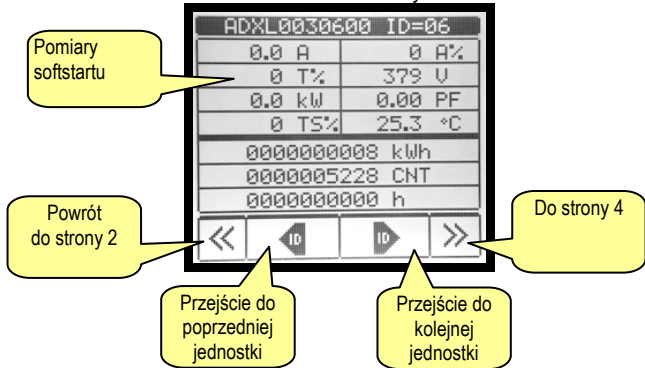 ADXL0030600 ID=06
Pomiary
softstartu
0.0 A 0 A%
0 T% 379 V
0.0 kW 0.00 PF
0 TS% 25.3 °C
0000000008 kWh
0000005228 CNT
0000000000 h
Powrót
do strony 2
<< ID ID >>
Do strony 4
Przejście do
poprzedniej
jednostki
Przejście do
kolejnej
jednostki